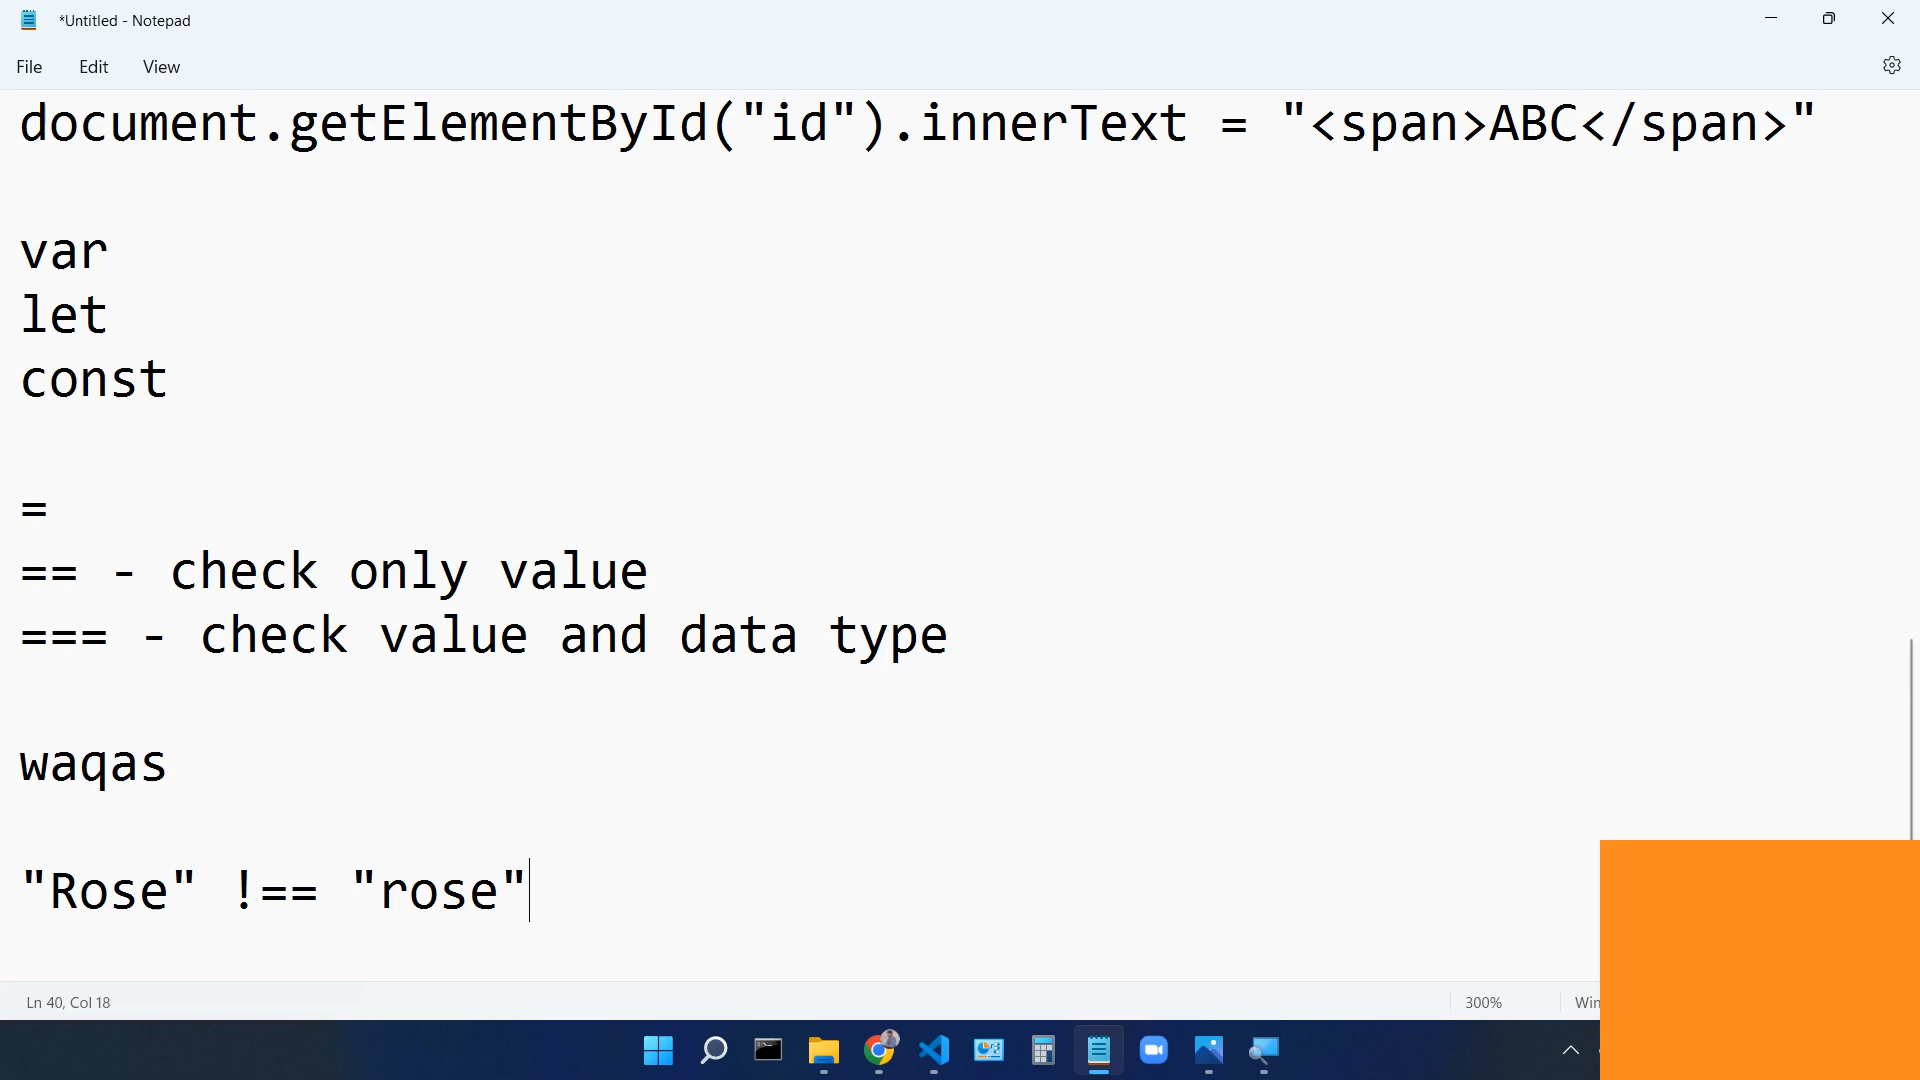 *Untitled - Notepad
File Edit View
document.getElementById("id").innerText = "<span>ABC</span>"
var
let
const
=
== - check only value
=== - check value and data type
waqas
"Rose" !== "rose"
Ln 40, Col 18 300%